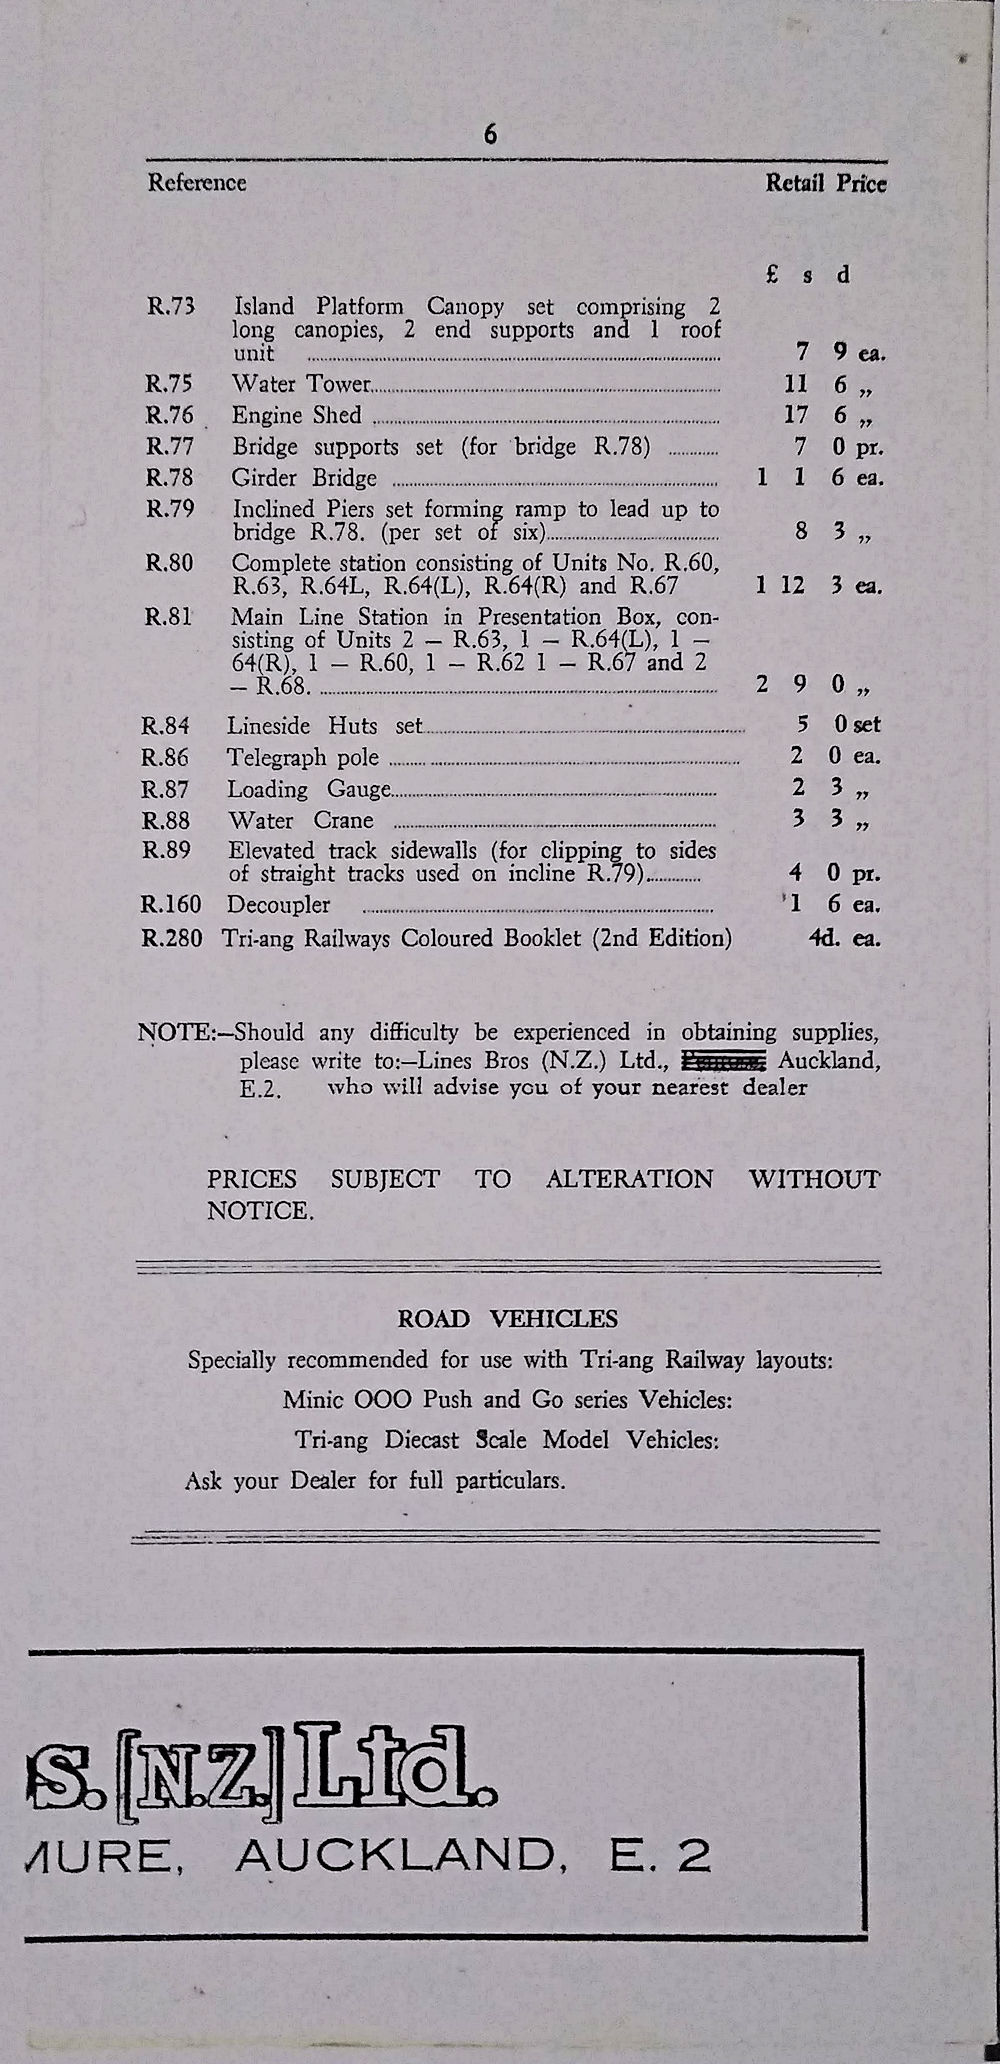 6
Reference Retail Price
£ s d
R.73 Island Platform Canopy set comprising 2
long canopies, 2 end supports and 1 roof
unit ........ 7 9 ea.
R.75 Water Tower........ 11 6 „
R.76 Engine Shed ........ 17 6 „
R.77 Bridge supports set (for bridge R.78) ........ 7 0 pr.
R.78 Girder Bridge ........ 1 1 6 ea.
R.79 Inclined Piers set forming ramp to lead up to
bridge R.78. (per set of six)........ 8 3 „
R.80 Complete station consisting of Units No. R.60,
R.63, R.64L, R.64(L), R.64(R) and R.67 1 12 3 ea.
R.81 Main Line Station in Presentation Box, con-
sisting of Units 2 – R.63, 1 – R.64(L), 1 –
64(R), 1 – R.60, 1 – R.62 1 – R.67 and 2
– R.68. ........ 2 9 0 „
R.84 Lineside Huts set........ 5 0 set
R.86 Telegraph pole ........ 2 0 ea.
R.87 Loading Gauge........ 2 3 „
R.88 Water Crane ........ 3 3 „
R.89 Elevated track sidewalls (for clipping to sides
of straight tracks used on incline R.79)........ 4 0 pr.
R.160 Decoupler ........ 1 6 ea.
R.280 Tri-ang Railways Coloured Booklet (2nd Edition) 4d. ea.
NOTE:–Should any difficulty be experienced in obtaining supplies,
please write to:–Lines Bros (N.Z.) Ltd., Auckland,
E.2. who will advise you of your nearest dealer
PRICES SUBJECT TO ALTERATION WITHOUT
NOTICE.
ROAD VEHICLES
Specially recommended for use with Tri-ang Railway layouts:
Minic OOO Push and Go series Vehicles:
Tri-ang Diecast Scale Model Vehicles:
Ask your Dealer for full particulars.
S. [N.Z.] Ltd.
MURE, AUCKLAND, E. 2